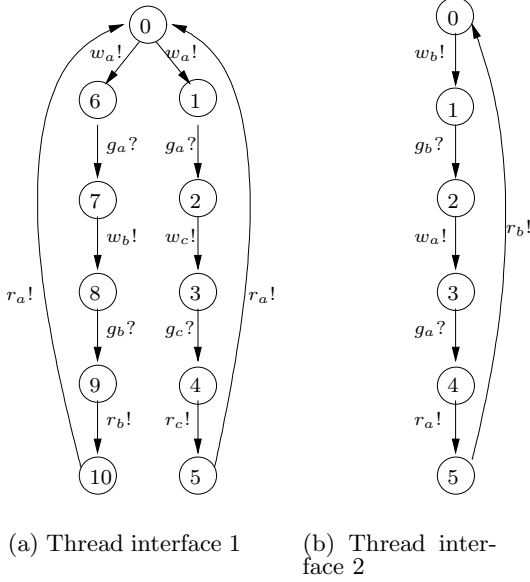 0 0
w_a! w_a! w_b!
6 1 1
g_a? g_a? g_b?
7 2 2
w_b! w_c! w_a! r_b!
r_a! 8 3 r_a! 3
g_b? g_c? g_a?
9 4 4
r_b! r_c! r_a!
10 5 5
(a) Thread interface 1
(b) Thread inter-
face 2